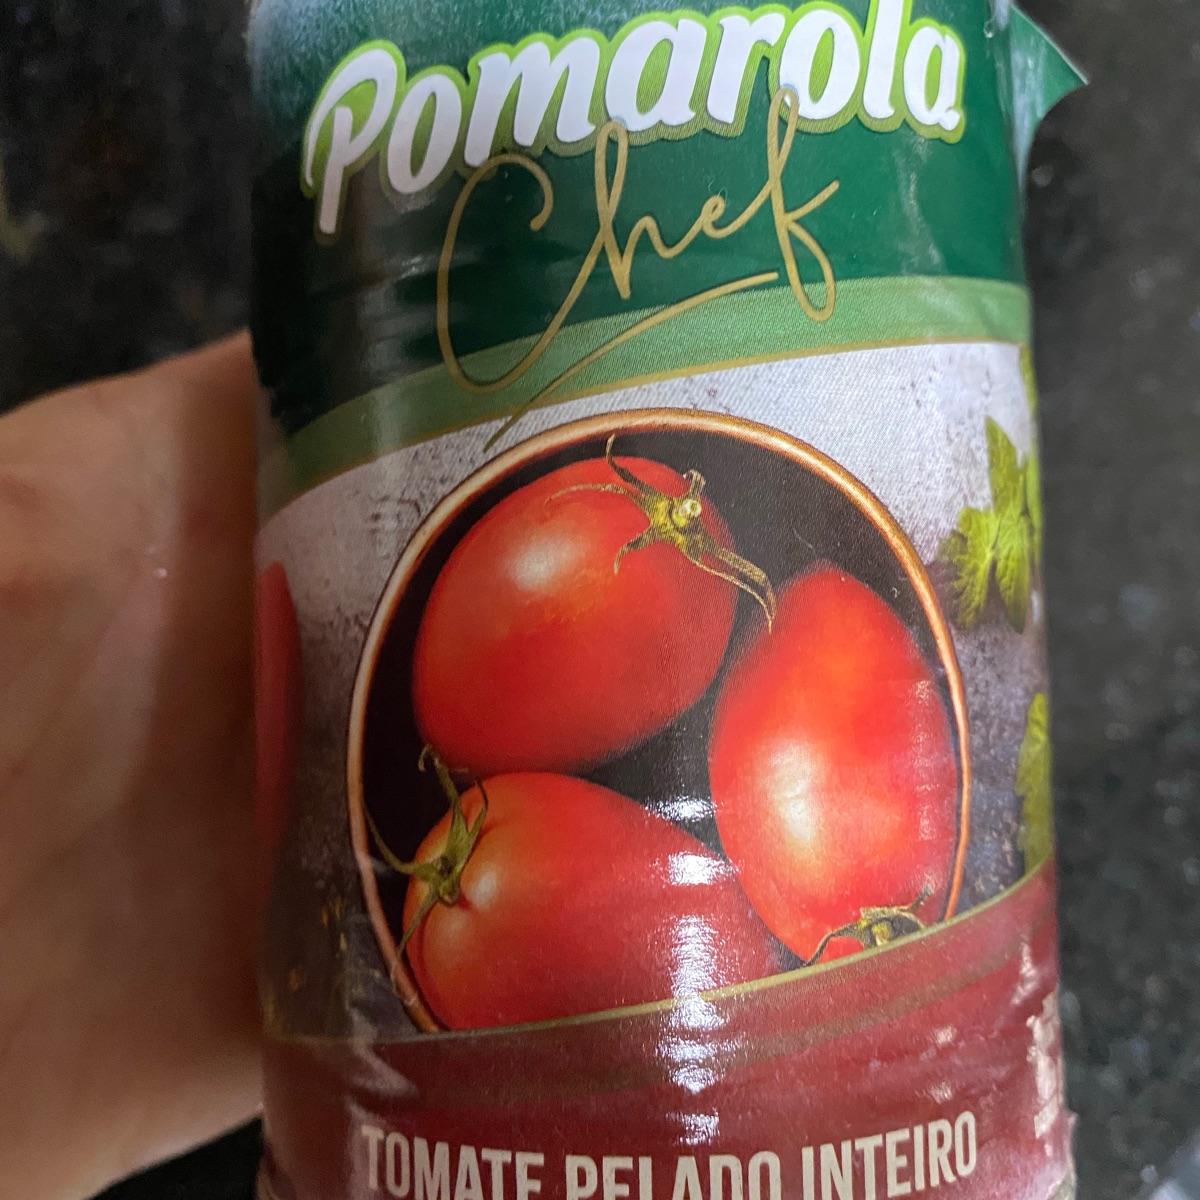 Pomarola
Chef
TOMATE PELADO INTEIRO